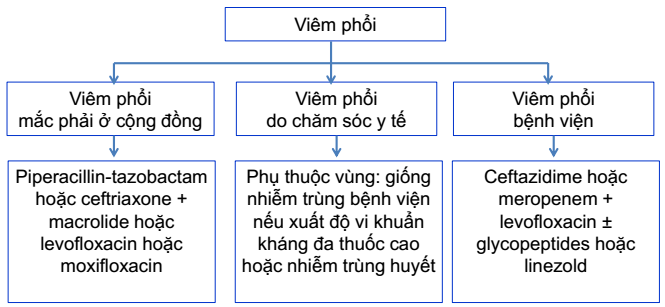 Viêm phổi
Viêm phổi
mắc phải ở cộng đồng
Viêm phổi
do chăm sóc y tế
Viêm phổi
bệnh viện
Piperacillin-tazobactam
hoặc ceftriaxone +
macrolide hoặc
levofloxacin hoặc
moxifloxacin
Phụ thuộc vùng: giống
nhiễm trùng bệnh viện
nếu xuất độ vi khuẩn
kháng đa thuốc cao
hoặc nhiễm trùng huyết
Ceftazidime hoặc
meropenem +
levofloxacin ±
glycopeptides hoặc
linezold